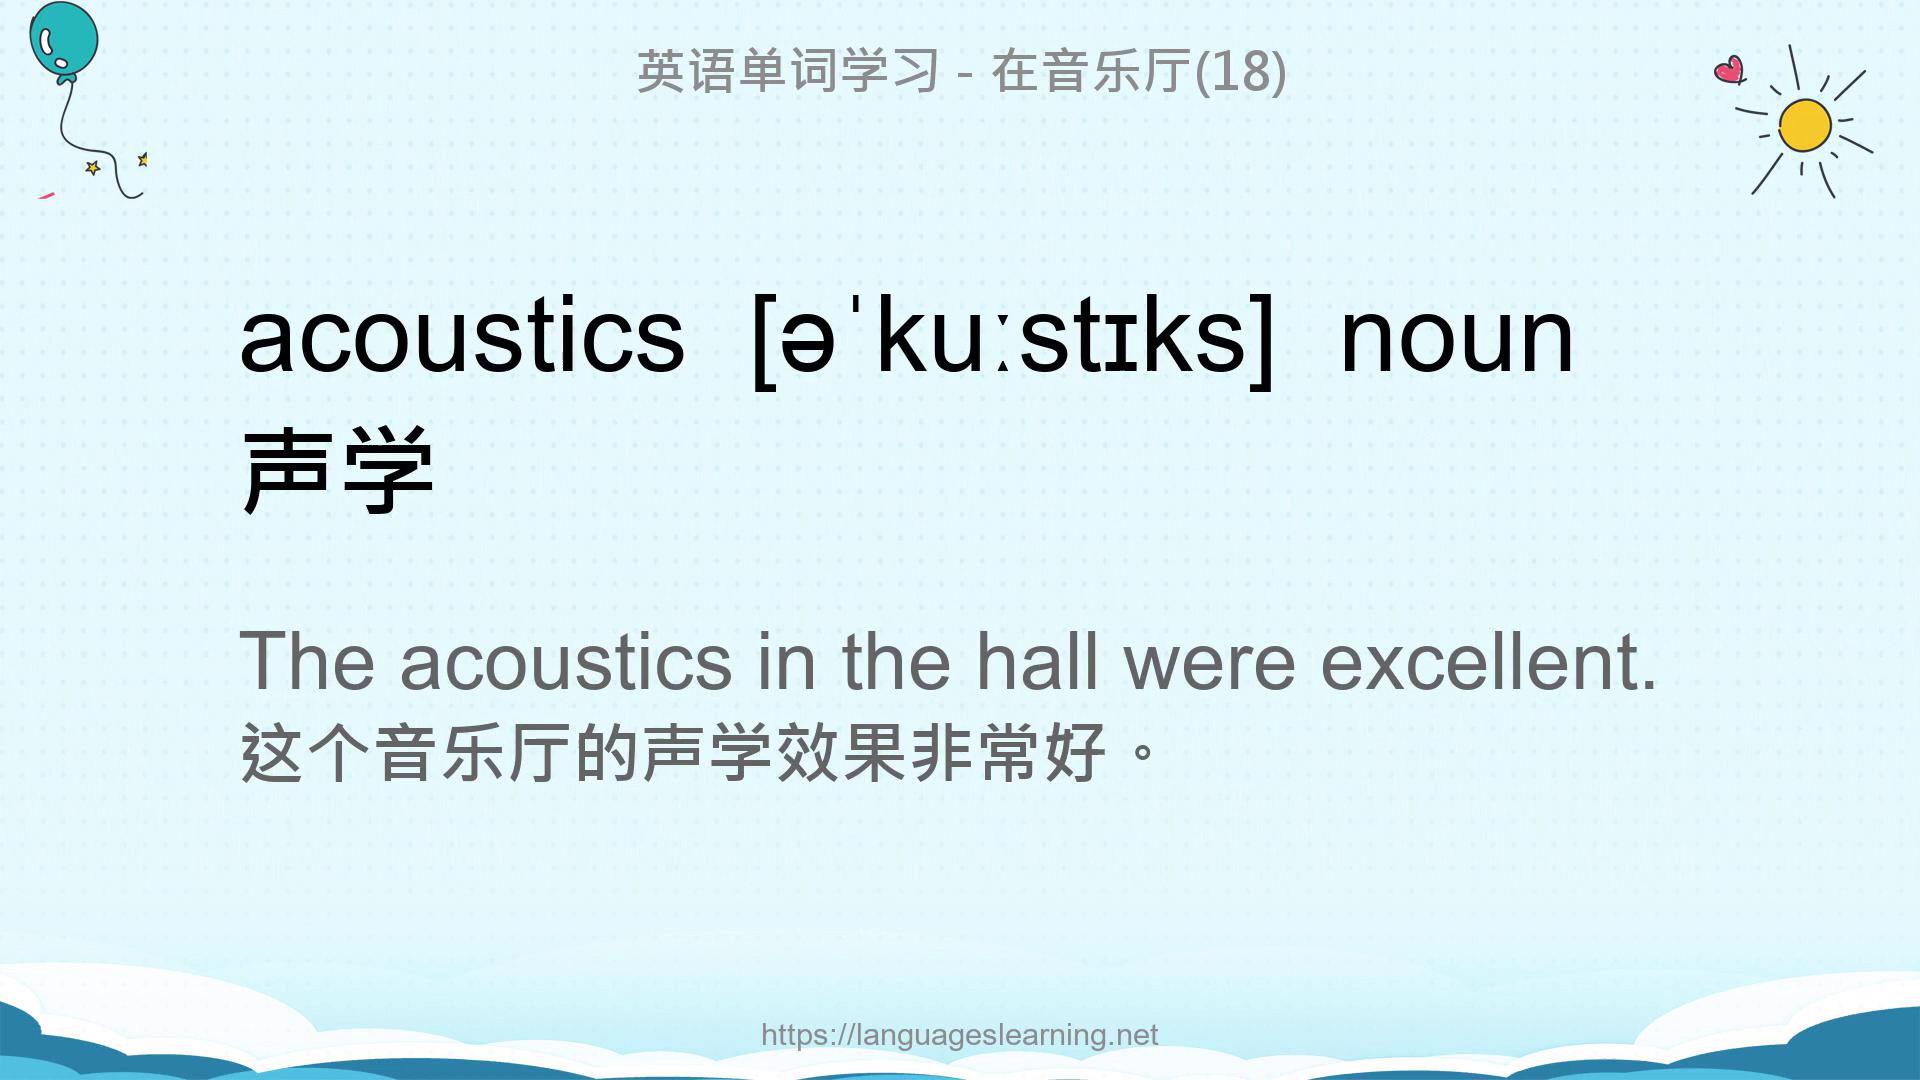 英语单词学习 - 在音乐厅(18)
acoustics [əˈkuːstɪks] noun
声学
The acoustics in the hall were excellent.
这个音乐厅的声学效果非常好。
https://languageslearning.net